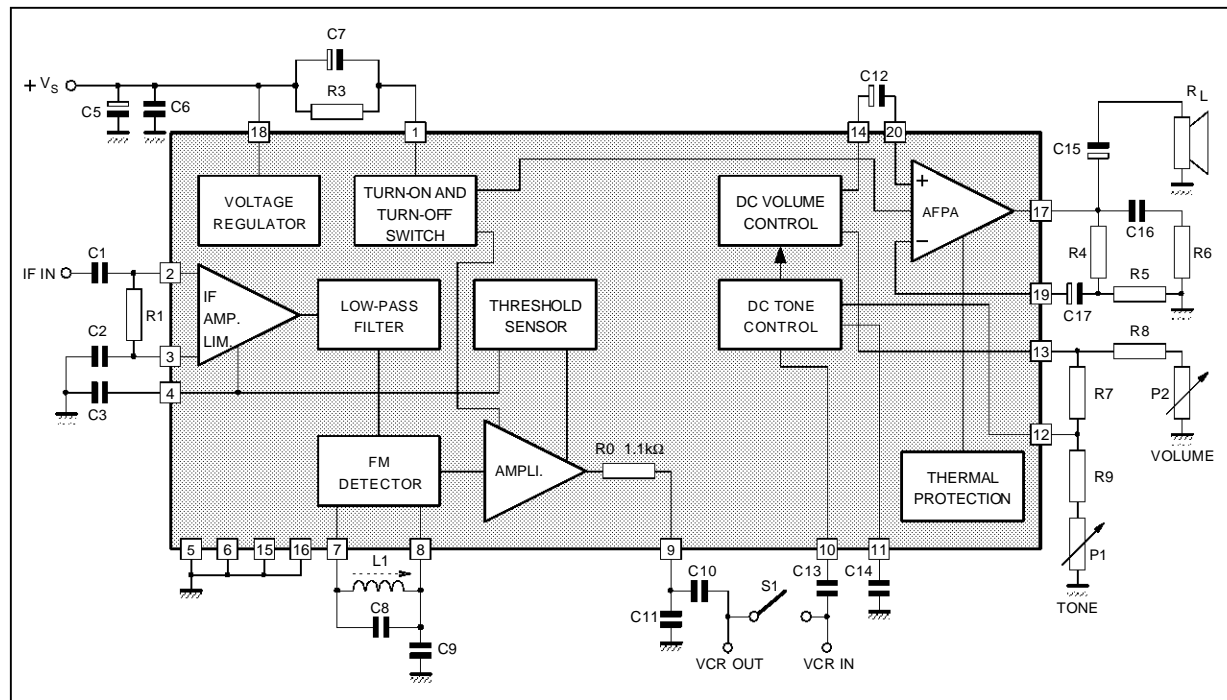 C7
+ VS
R3
C5
C6
C12
RL
C15
18
1
14
20
VOLTAGE
REGULATOR
TURN-ON AND
TURN-OFF
SWITCH
DC VOLUME
CONTROL
+
AFPA
−
17
C16
R4
R6
R5
19
C17
C1
IF IN
2
IF
AMP.
LIM.
R1
LOW-PASS
FILTER
THRESHOLD
SENSOR
DC TONE
CONTROL
C2
3
4
C3
13
R8
R7
P2
VOLUME
12
R9
P1
TONE
FM
DETECTOR
AMPLI.
R0 1.1kΩ
THERMAL
PROTECTION
5
6
15
16
7
8
9
10
11
L1
C8
C9
C10
C11
S1
C13
C14
VCR OUT
VCR IN